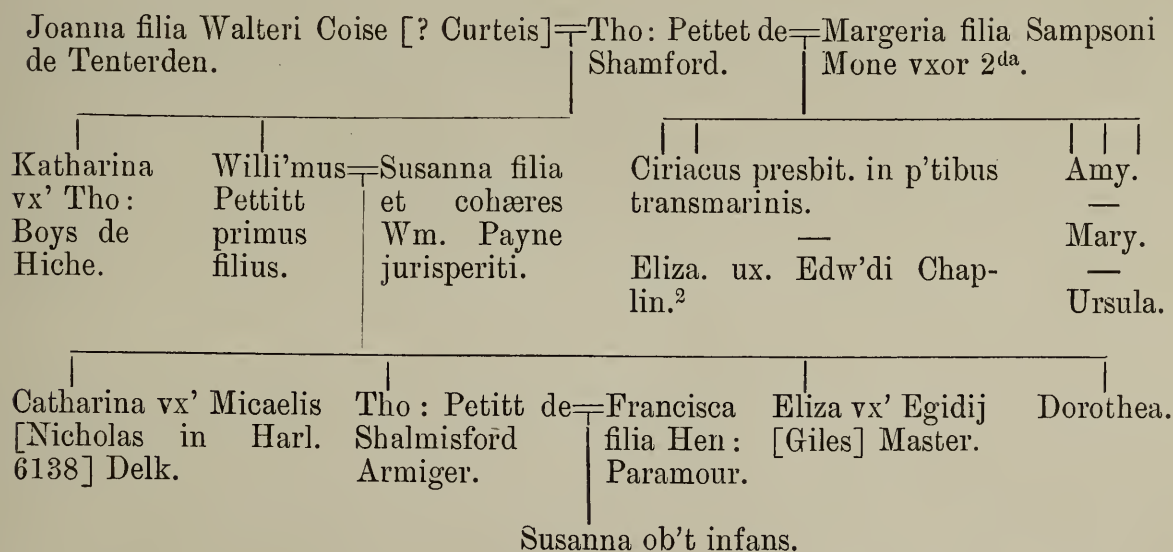 Joanna filia Walteri Coise [? Curteis]=Tho: Pettet de=Margeria filia Sampsoni
de Tenterden. Shamford. Mone vxor 2da.
Katharina Willi'mus=Susanna filia Ciriacus presbit. in p'tibus Amy.
vx' Tho: Pettitt et cohæres transmarinis. —
Boys de primus Wm. Payne — Mary.
Hiche. filius. jurisperiti. Eliza. ux. Edw'di Chap- —
lin.2 Ursula.
Catharina vx' Micaelis Tho: Petitt de=Francisca Eliza vx' Egidij Dorothea.
[Nicholas in Harl. Shalmisford filia Hen: [Giles] Master.
6138] Delk. Armiger. Paramour.
Susanna ob't infans.